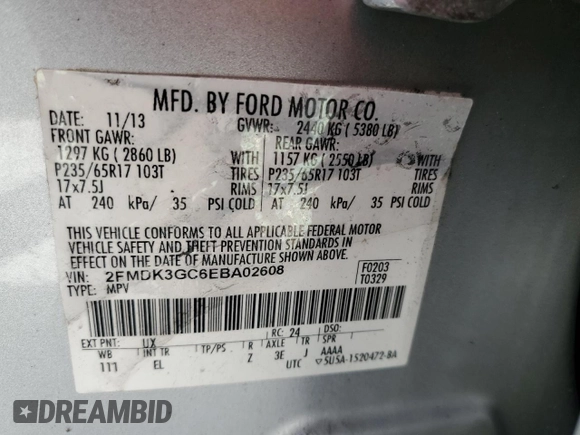 MFD. BY FORD MOTOR CO.
DATE: 11/13 GVWR: 2440 KG ( 5380 LB)
FRONT GAWR: REAR GAWR:
1297 KG ( 2860 LB) WITH 1157 KG ( 2550 LB) WITH
P235/65R17 103T TIRES P235/65R17 103T TIRES
17x7.5J RIMS 17x7.5J RIMS
AT 240 kPa/ 35 PSI COLD AT 240 kPa/ 35 PSI COLD
THIS VEHICLE CONFORMS TO ALL APPLICABLE FEDERAL MOTOR
VEHICLE SAFETY AND THEFT PREVENTION STANDARDS IN
EFFECT ON THE DATE OF MANUFACTURE SHOWN ABOVE.
VIN: 2FMDK3GC6EBA02608 F0203
TYPE: MPV T0329
EXT PNT: UX RC: 24 DSO:
WB INT TR TP/PS R AXLE TR SPR
111 EL Z 3E J AAAA
UTC 5U5A-1520472-BA
DREAMBID